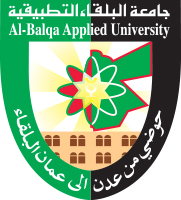 جامعة البلقاء التطبيقية
Al-Balqa Applied University
حوضي من عدن الى عمان البلقاء